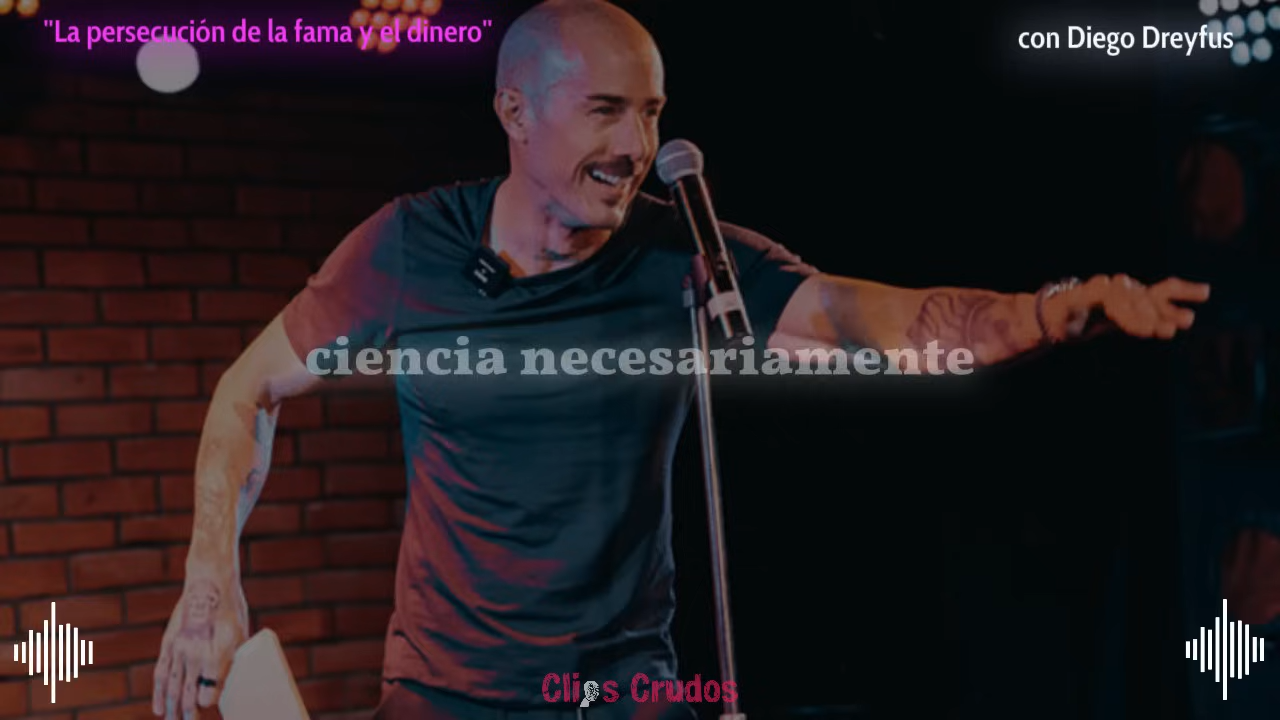 "La persecución de la fama y el dinero"
con Diego Dreyfus
ciencia necesariamente
Clips Crudos